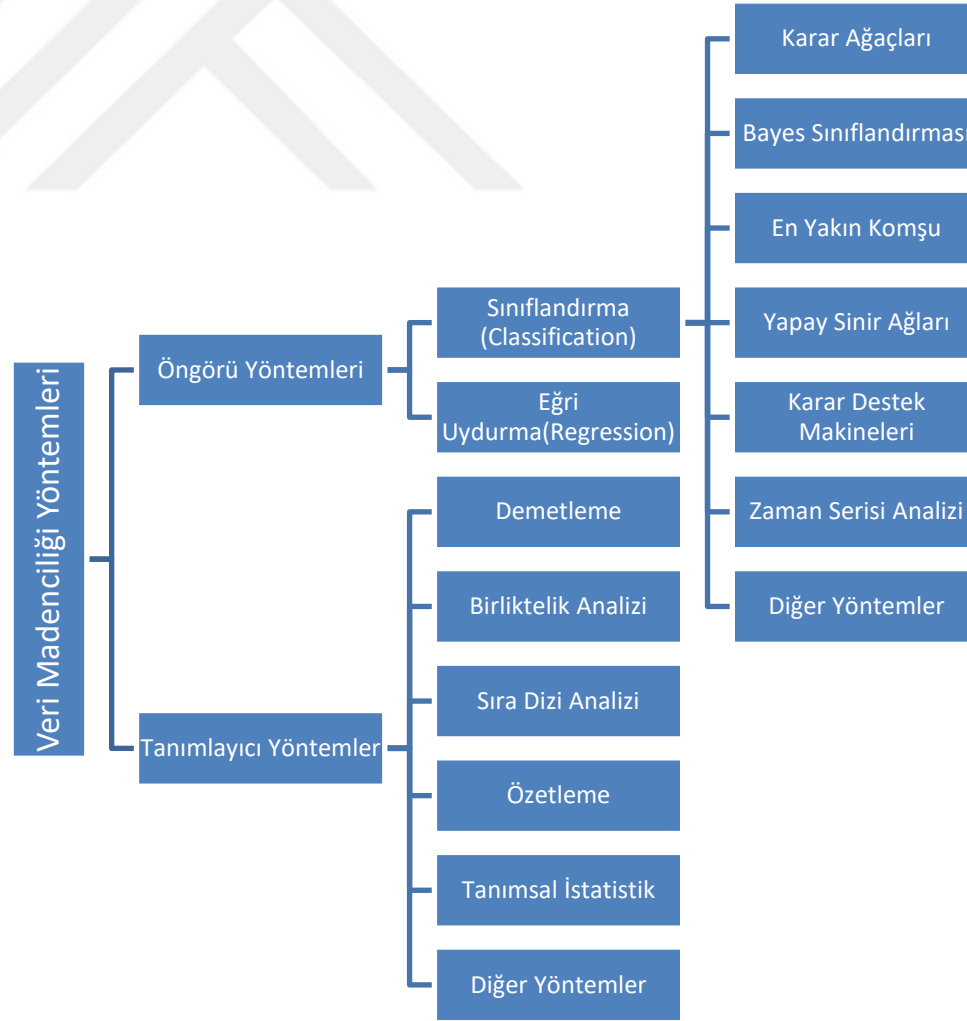 Veri Madenciliği Yöntemleri
Öngörü Yöntemleri
Sınıflandırma
(Classification)
Karar Ağaçları
Bayes Sınıflandırması
En Yakın Komşu
Yapay Sinir Ağları
Karar Destek
Makineleri
Zaman Serisi Analizi
Diğer Yöntemler
Eğri
Uydurma(Regression)
Tanımlayıcı Yöntemler
Demetleme
Birliktelik Analizi
Sıra Dizi Analizi
Özetleme
Tanımsal İstatistik
Diğer Yöntemler